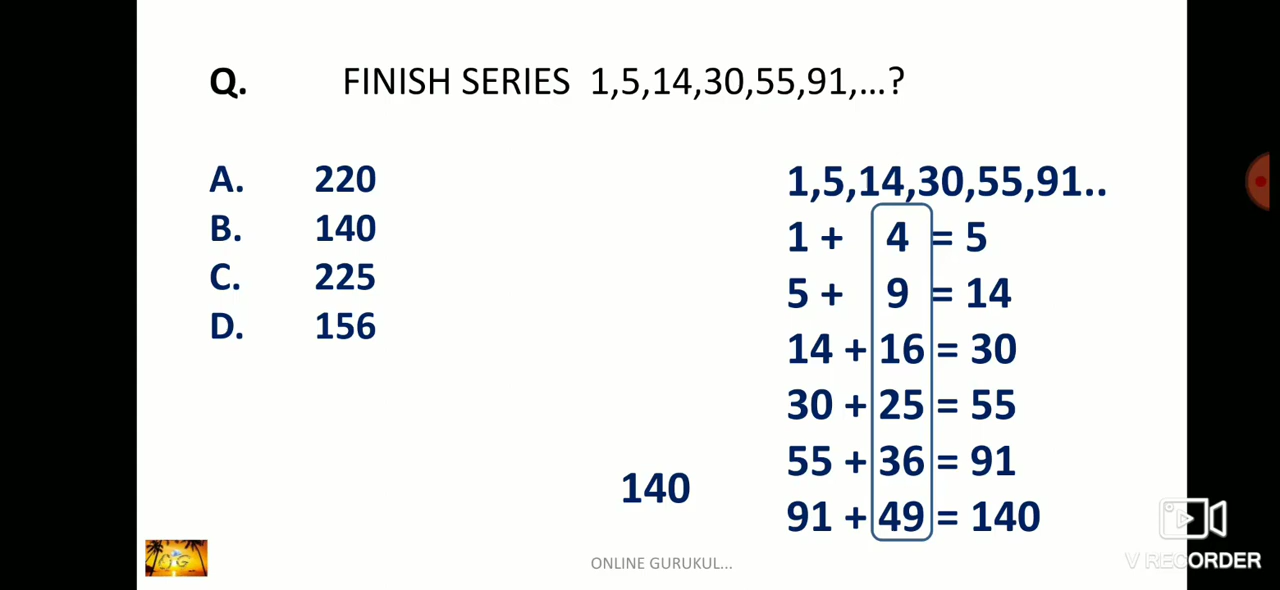 Q. FINISH SERIES 1,5,14,30,55,91,...?
A. 220
B. 140
C. 225
D. 156
1,5,14,30,55,91..
1 + 4 = 5
5 + 9 = 14
14 + 16 = 30
30 + 25 = 55
55 + 36 = 91
91 + 49 = 140
140
OG
ONLINE GURUKUL...
V RECORDER